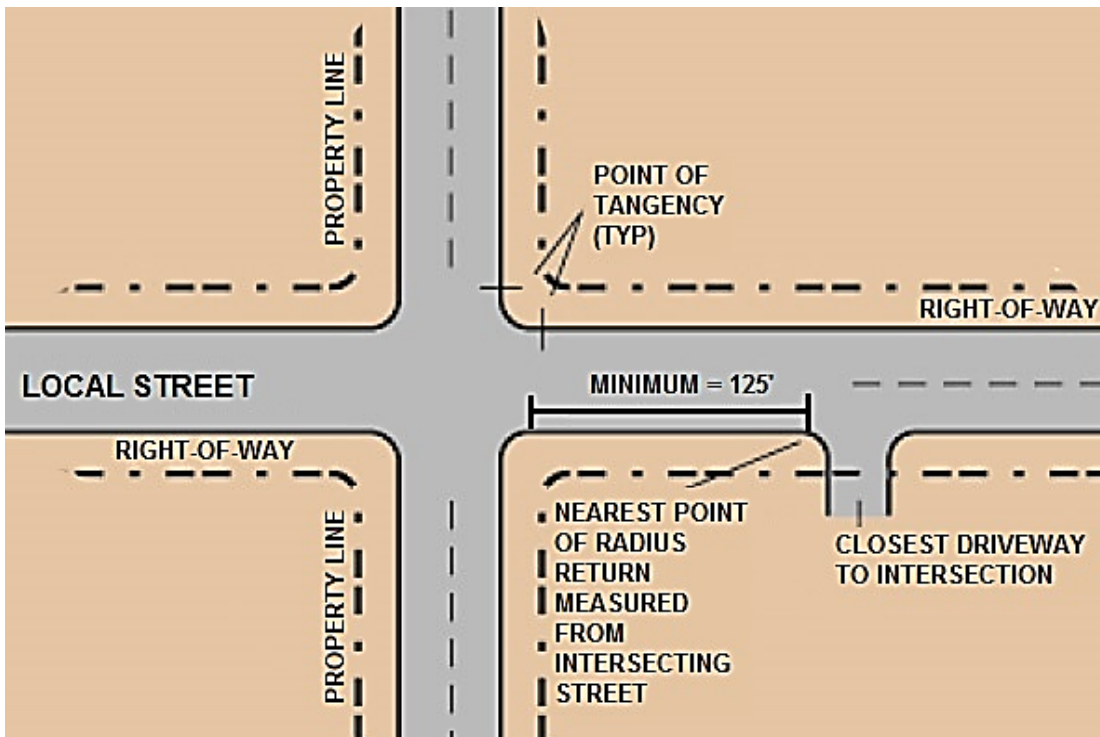 PROPERTY LINE
POINT OF
TANGENCY
(TYP)
RIGHT-OF-WAY
LOCAL STREET
MINIMUM = 125'
RIGHT-OF-WAY
PROPERTY LINE
NEAREST POINT
OF RADIUS
RETURN
MEASURED
FROM
INTERSECTING
STREET
CLOSEST DRIVEWAY
TO INTERSECTION